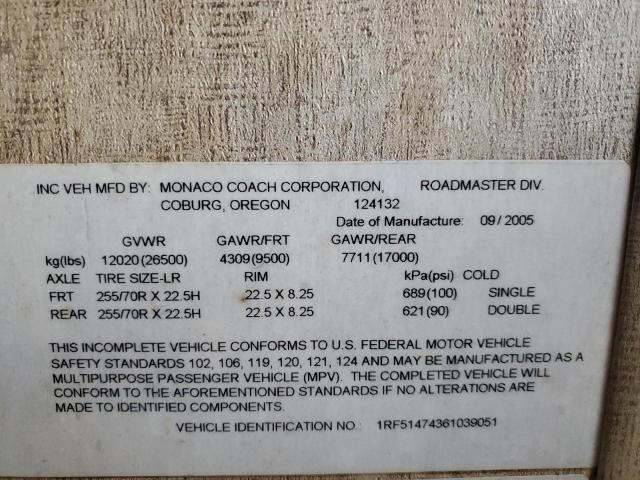 INC VEH MFD BY: MONACO COACH CORPORATION, ROADMASTER DIV.
COBURG, OREGON 124132
Date of Manufacture: 09/2005
GVWR GAWR/FRT GAWR/REAR
kg(lbs) 12020(26500) 4309(9500) 7711(17000)
AXLE TIRE SIZE-LR RIM kPa(psi) COLD
FRT 255/70R X 22.5H 22.5 X 8.25 689(100) SINGLE
REAR 255/70R X 22.5H 22.5 X 8.25 621(90) DOUBLE
THIS INCOMPLETE VEHICLE CONFORMS TO U.S. FEDERAL MOTOR VEHICLE
SAFETY STANDARDS 102, 106, 119, 120, 121, 124 AND MAY BE MANUFACTURED AS A
MULTIPURPOSE PASSENGER VEHICLE (MPV). THE COMPLETED VEHICLE WILL
CONFORM TO THE AFOREMENTIONED STANDARDS IF NO ALTERATIONS ARE
MADE TO IDENTIFIED COMPONENTS.
VEHICLE IDENTIFICATION NO.: 1RF51474361039051